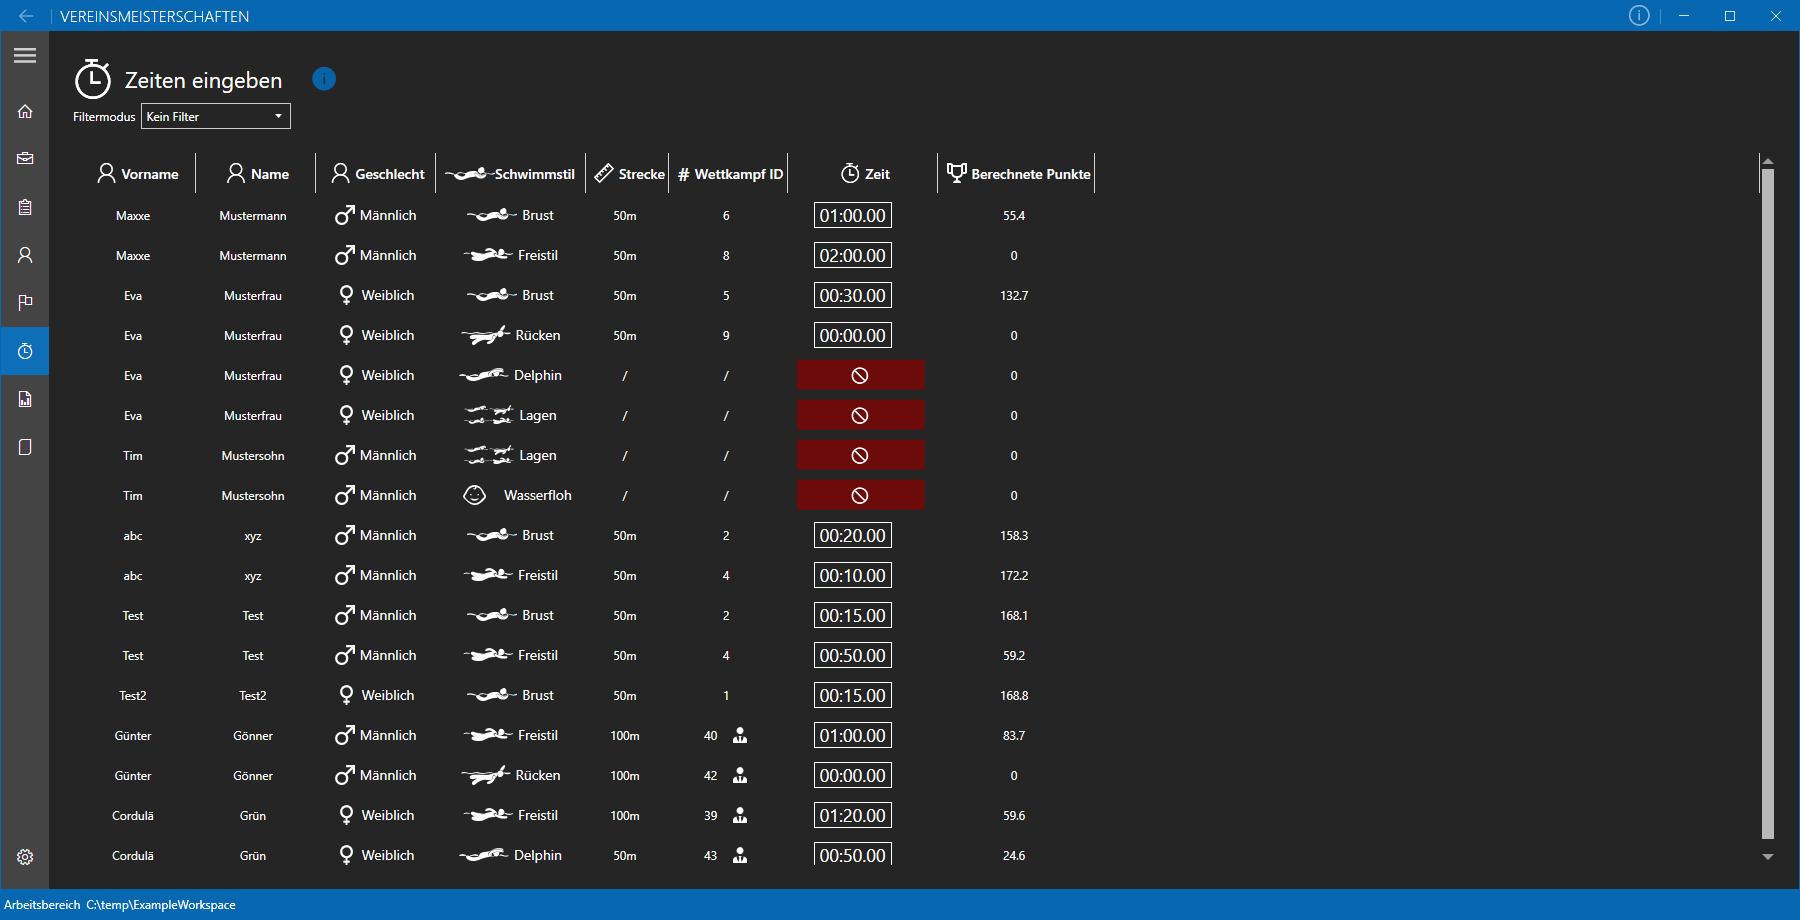 VEREINSMEISTERSCHAFTEN
Zeiten eingeben
Filtermodus Kein Filter
Vorname Name Geschlecht Schwimmstil Strecke # Wettkampf ID Zeit Berechnete Punkte
Maxxe Mustermann Männlich Brust 50m 6 01:00.00 55.4
Maxxe Mustermann Männlich Freistil 50m 8 02:00.00 0
Eva Musterfrau Weiblich Brust 50m 5 00:30.00 132.7
Eva Musterfrau Weiblich Rücken 50m 9 00:00.00 0
Eva Musterfrau Weiblich Delphin / / 0
Eva Musterfrau Weiblich Lagen / / 0
Tim Mustersohn Männlich Lagen / / 0
Tim Mustersohn Männlich Wasserfloh / / 0
abc xyz Männlich Brust 50m 2 00:20.00 158.3
abc xyz Männlich Freistil 50m 4 00:10.00 172.2
Test Test Männlich Brust 50m 2 00:15.00 168.1
Test Test Männlich Freistil 50m 4 00:50.00 59.2
Test2 Test2 Weiblich Brust 50m 1 00:15.00 168.8
Günter Gönner Männlich Freistil 100m 40 01:00.00 83.7
Günter Gönner Männlich Rücken 100m 42 00:00.00 0
Cordulä Grün Weiblich Freistil 100m 39 01:20.00 59.6
Cordulä Grün Weiblich Delphin 50m 43 00:50.00 24.6
Arbeitsbereich C:\temp\ExampleWorkspace